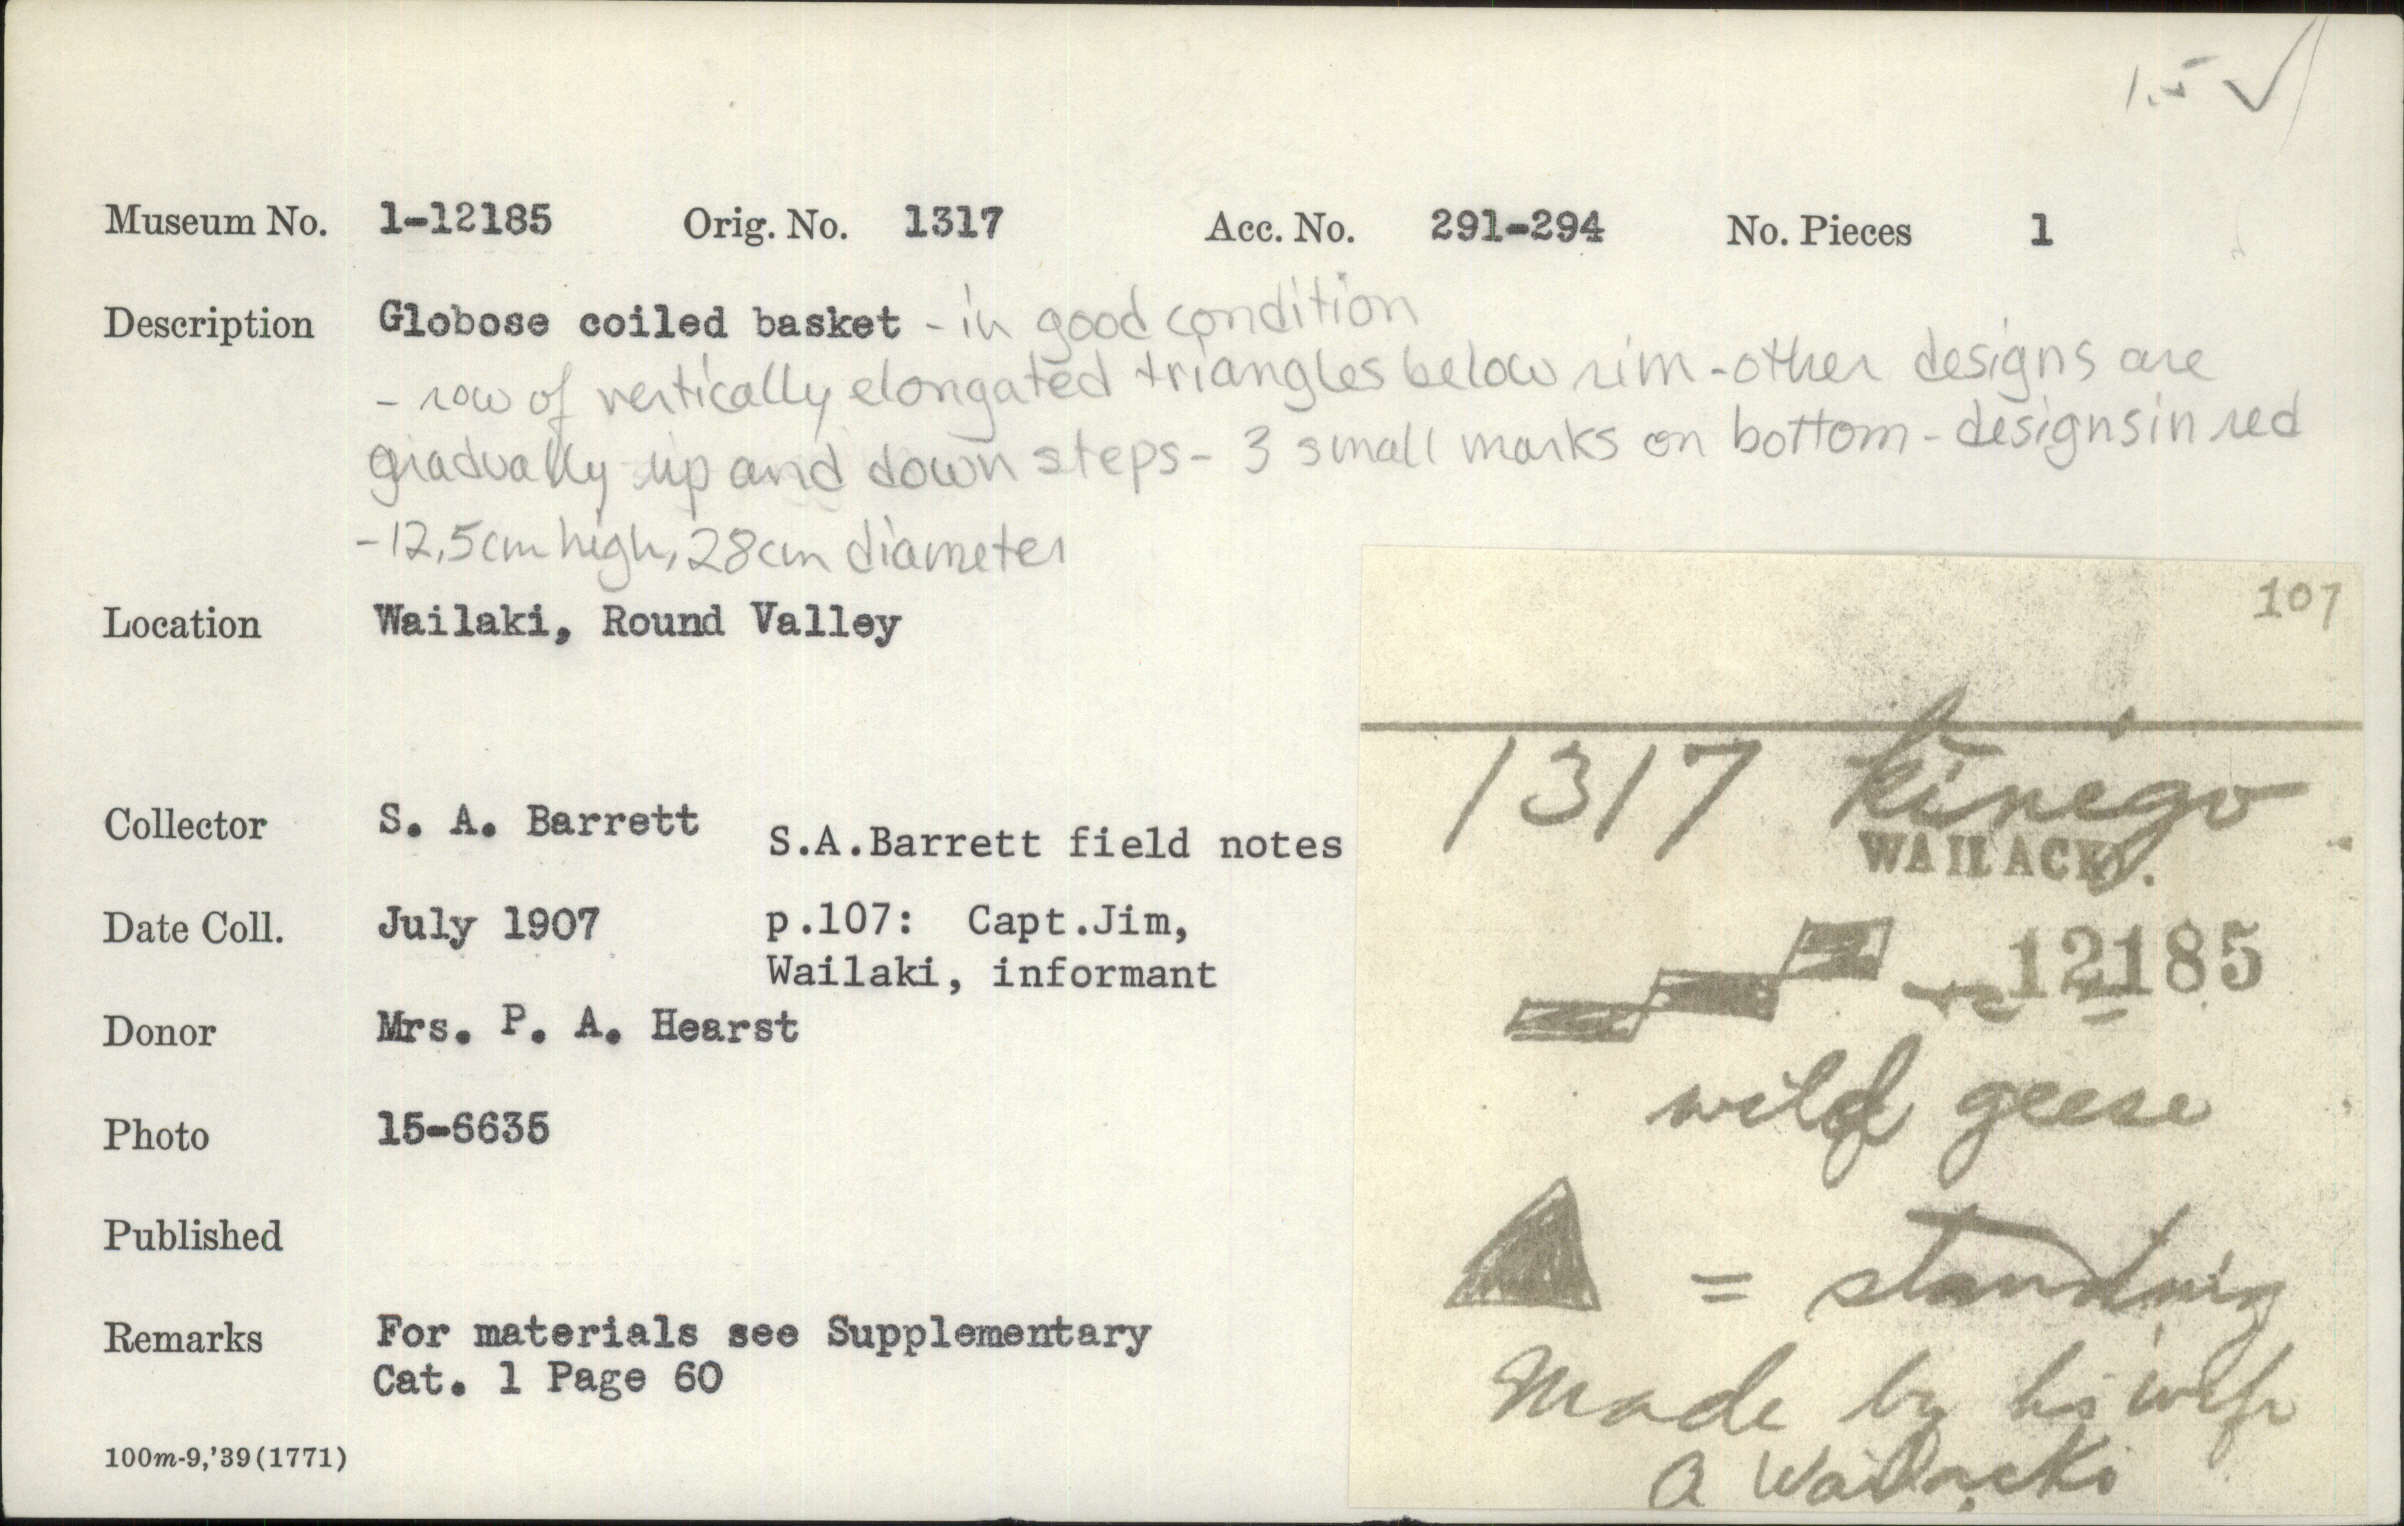 1.5 ✓
Museum No. 1-12185 Orig. No. 1317 Acc. No. 291-294 No. Pieces 1
Description Globose coiled basket - in good condition
- row of vertically elongated triangles below rim - other designs are
gradually up and down steps - 3 small marks on bottom - designs in red
- 12,5cm high, 28cm diameter
Location Wailaki, Round Valley
Collector S. A. Barrett
Date Coll. July 1907
S.A.Barrett field notes
p.107: Capt.Jim,
Wailaki, informant
Donor Mrs. P. A. Hearst
Photo 15-6635
Published
Remarks For materials see Supplementary
Cat. 1 Page 60
100m-9,'39(1771)
107
1317
WAILACKI.
12185
wild geese
= standing
Made by his wife
a Wailacki